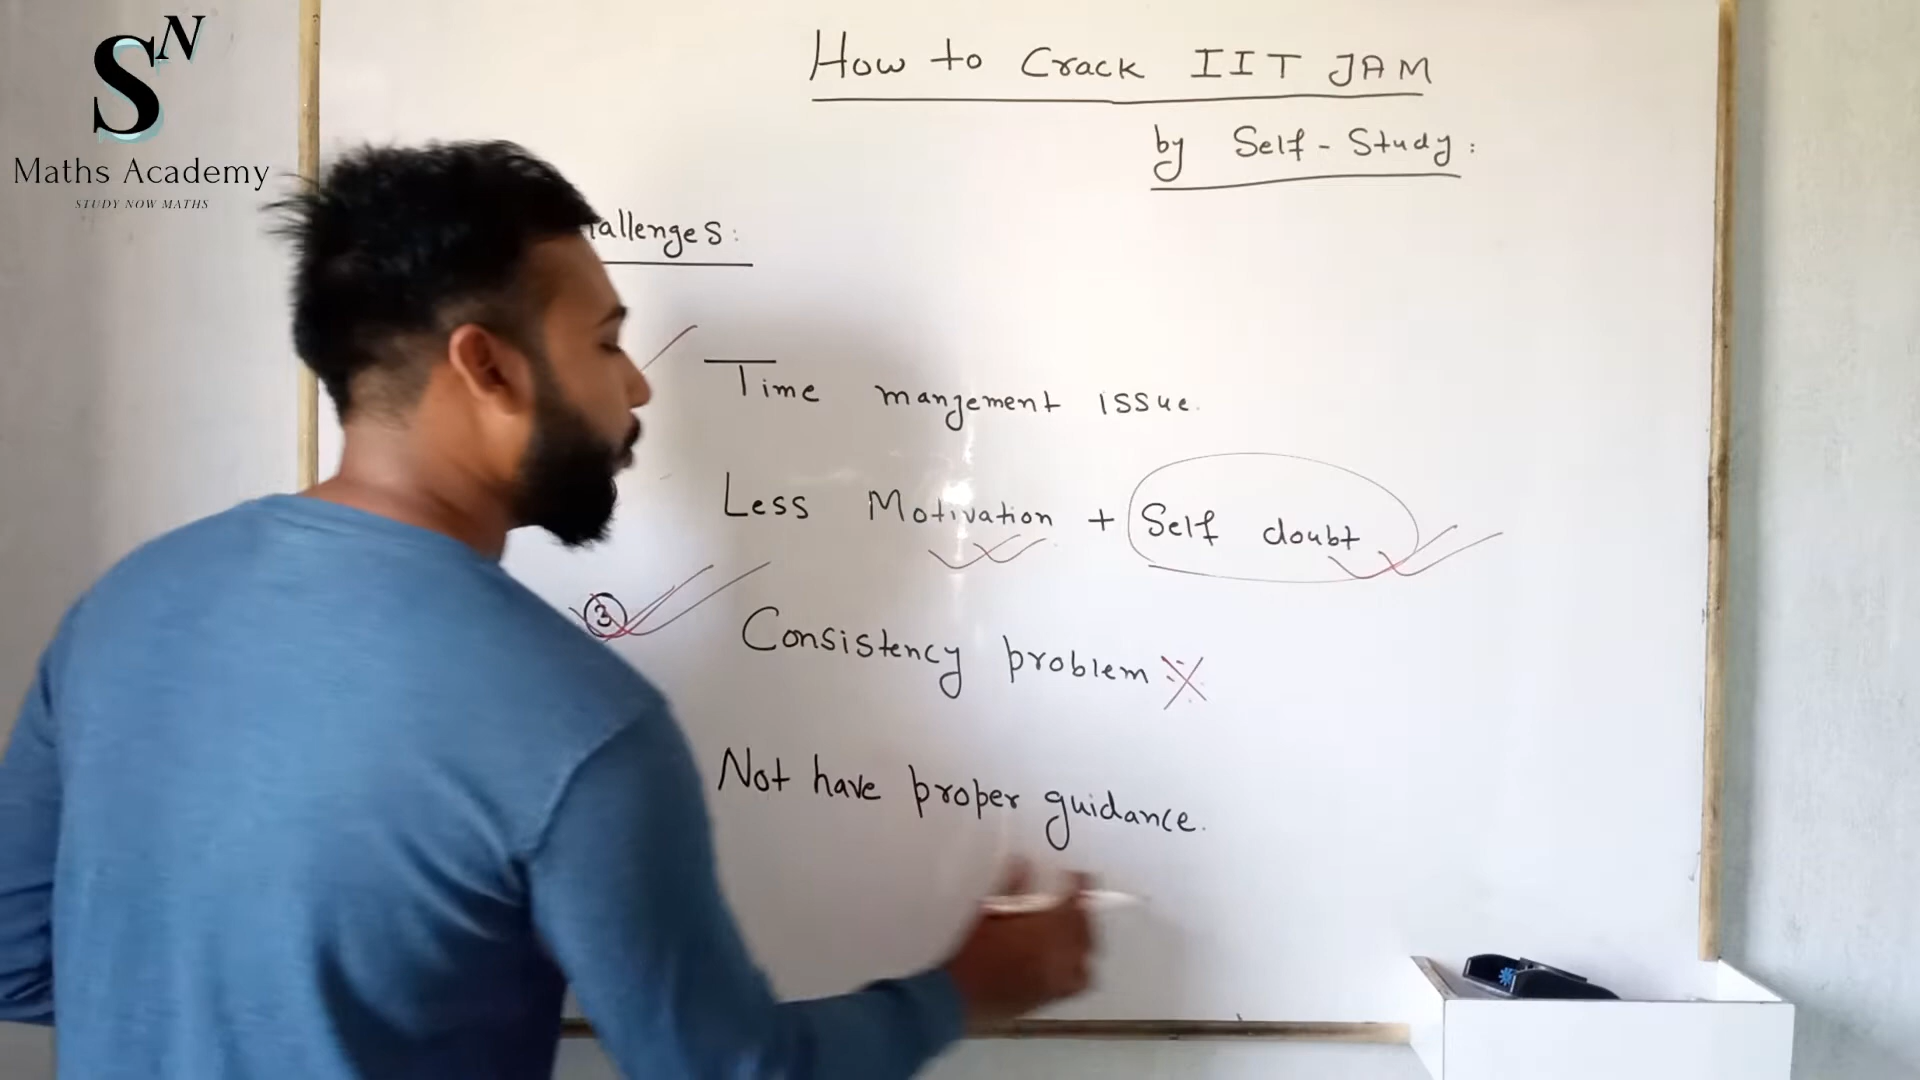 SN
Maths Academy
STUDY NOW MATHS
How to Crack IIT JAM
by Self - Study :
allenges :
Time mangement issue.
Less Motivation + Self doubt
3 Consistency problem
Not have proper guidance.